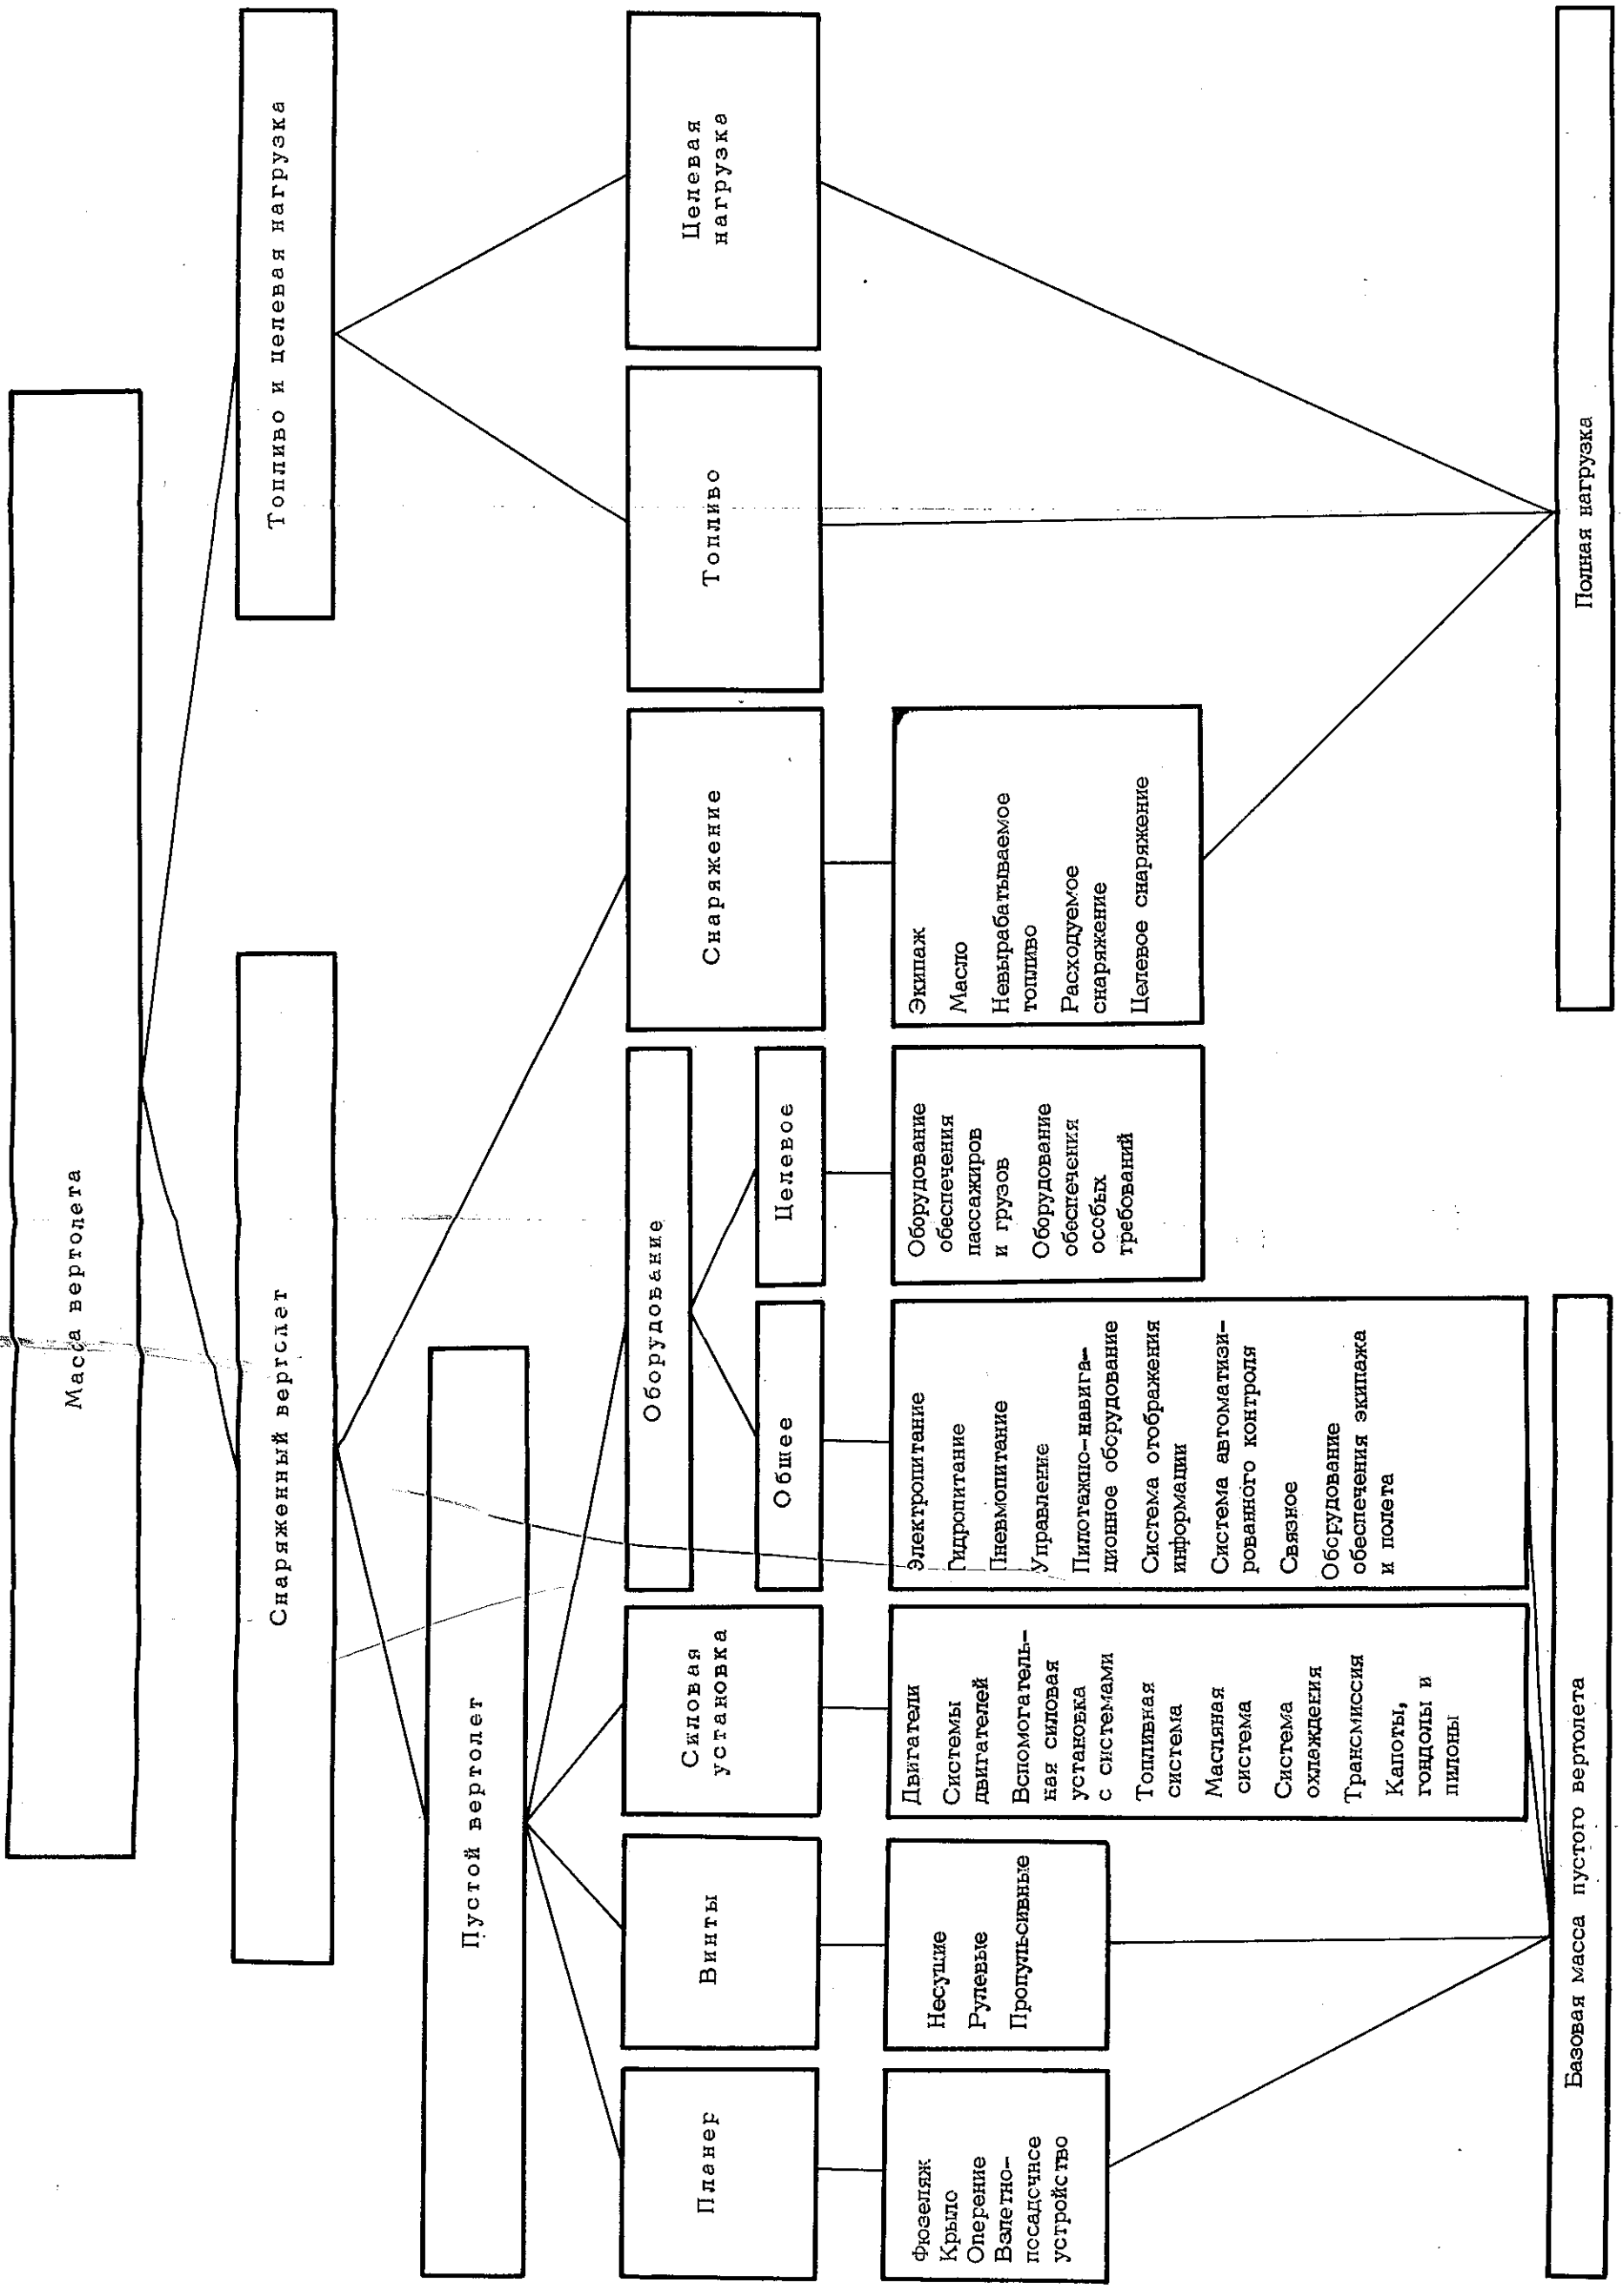 Масса вертолета
Снаряженный вертолет
Топливо и целевая нагрузка
Пустой вертолет
Планер
Винты
Силовая
установка
Оборудование
Общее
Целевое
Снаряжение
Топливо
Целевая
нагрузка
Фюзеляж
Крыло
Оперение
Взлетно-
посадочное
устройство
Несущие
Рулевые
Пропульсивные
Двигатели
Системы
двигателей
Вспомогатель-
ная силовая
установка
с системами
Топливная
система
Масляная
система
Система
охлаждения
Трансмиссия
Капоты,
гондолы и
пилоны
Электропитание
Гидропитание
Пневмопитание
Управление
Пилотажно-навига-
ционное оборудование
Система отображения
информации
Система автоматизи-
рованного контроля
Связное
Оборудование
обеспечения экипажа
и полета
Оборудование
обеспечения
пассажиров
и грузов
Оборудование
обеспечения
особых
требований
Экипаж
Масло
Невырабатываемое
топливо
Расходуемое
снаряжение
Целевое снаряжение
Базовая масса пустого вертолета
Полная нагрузка